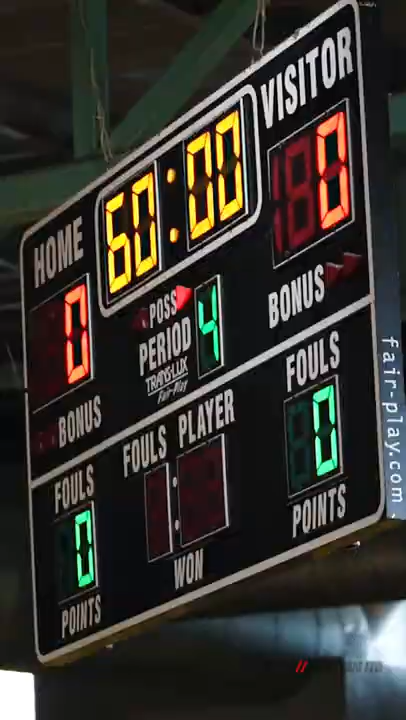 HOME
60:00
VISITOR
0
0
POSS
PERIOD
4
TRANS-LUX
Fair-Play
BONUS
BONUS
FOULS
0
POINTS
FOULS PLAYER
WON
FOULS
0
POINTS
fair-play.com